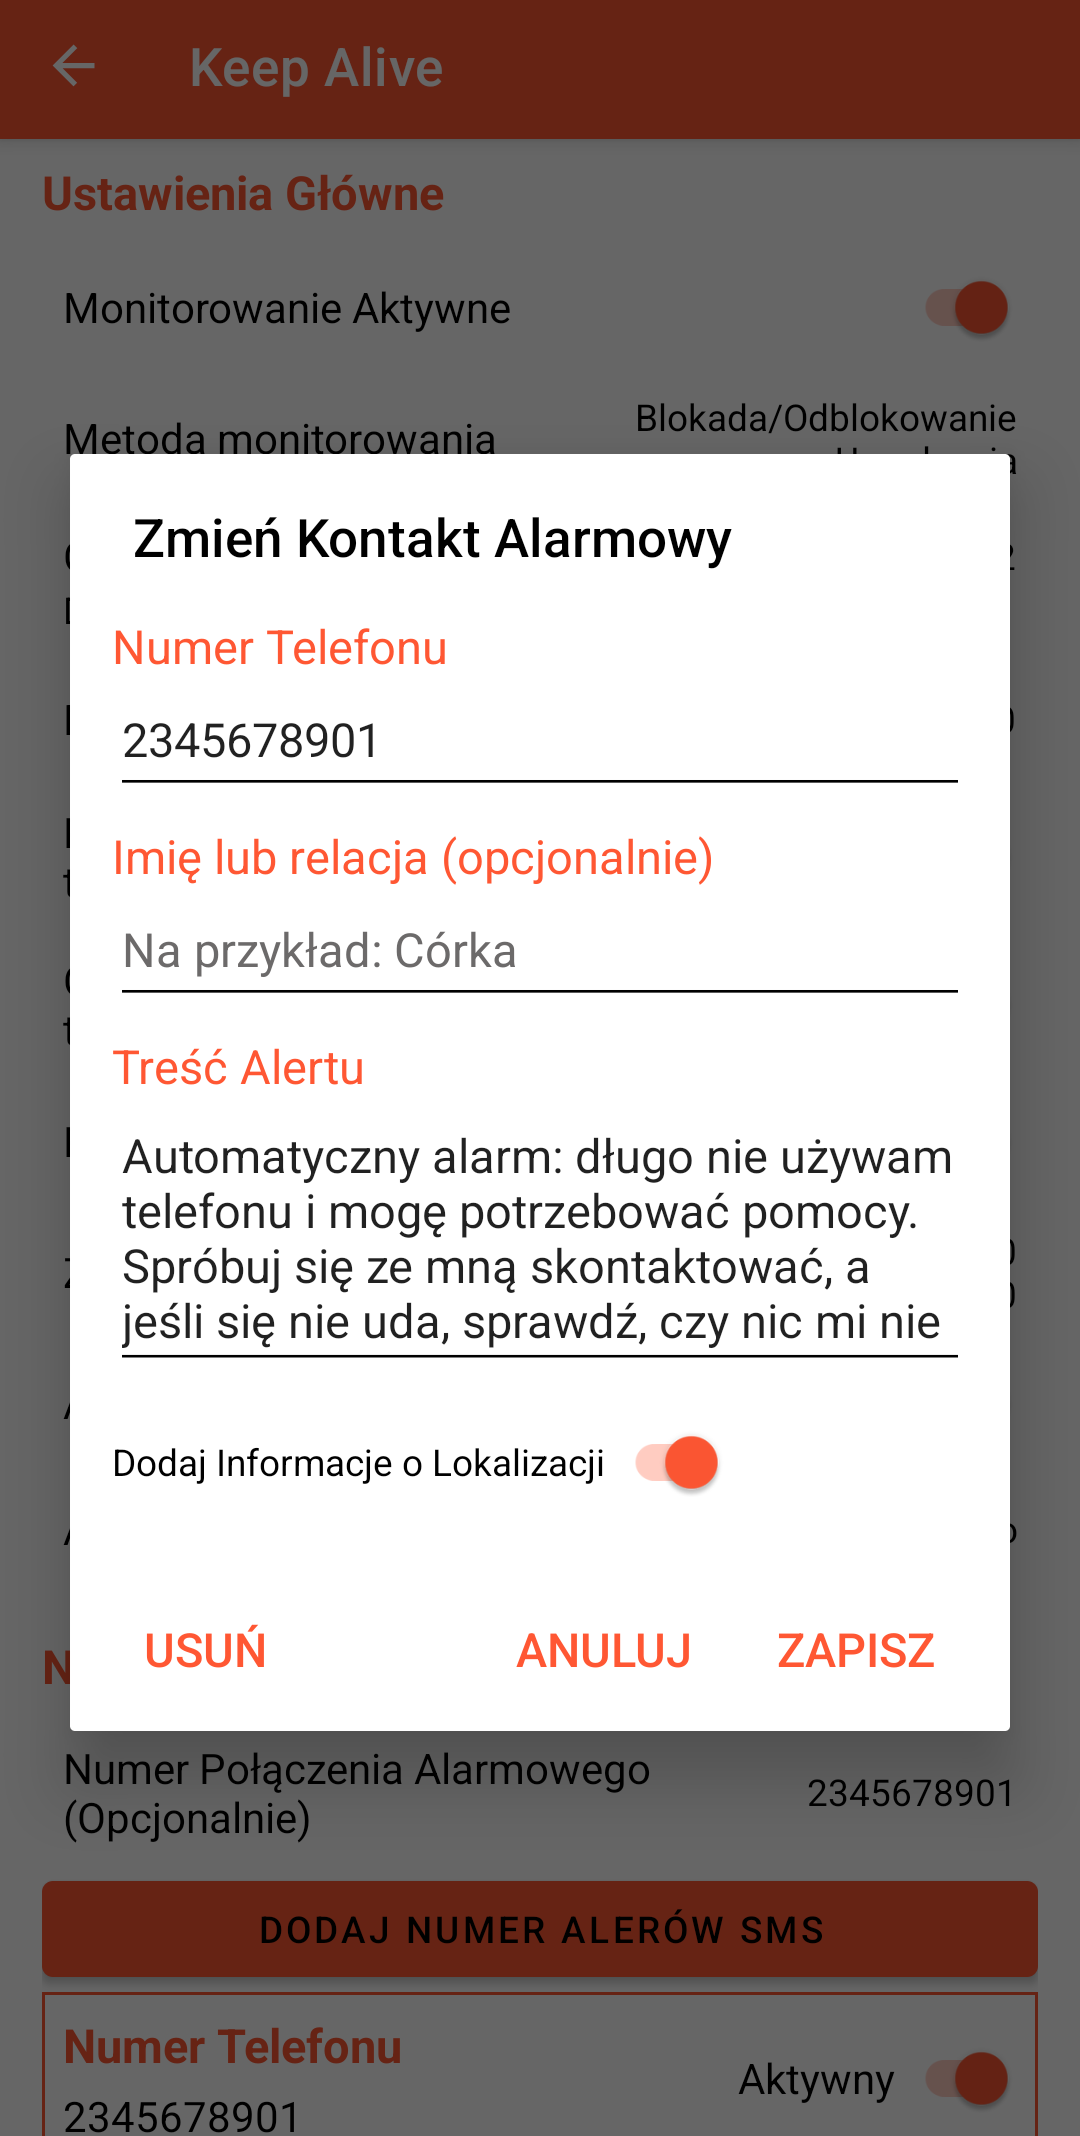 Keep Alive
Ustawienia Główne
Monitorowanie Aktywne
Metoda monitorowania
Blokada/Odblokowanie
Zmień Kontakt Alarmowy
Numer Telefonu
2345678901
Imię lub relacja (opcjonalnie)
Na przykład: Córka
Treść Alertu
Automatyczny alarm: długo nie używam
telefonu i mogę potrzebować pomocy.
Spróbuj się ze mną skontaktować, a
jeśli się nie uda, sprawdź, czy nic mi nie
Dodaj Informacje o Lokalizacji
USUŃ
ANULUJ
ZAPISZ
Numer Połączenia Alarmowego
(Opcjonalnie)
2345678901
DODAJ NUMER ALERÓW SMS
Numer Telefonu
2345678901
Aktywny